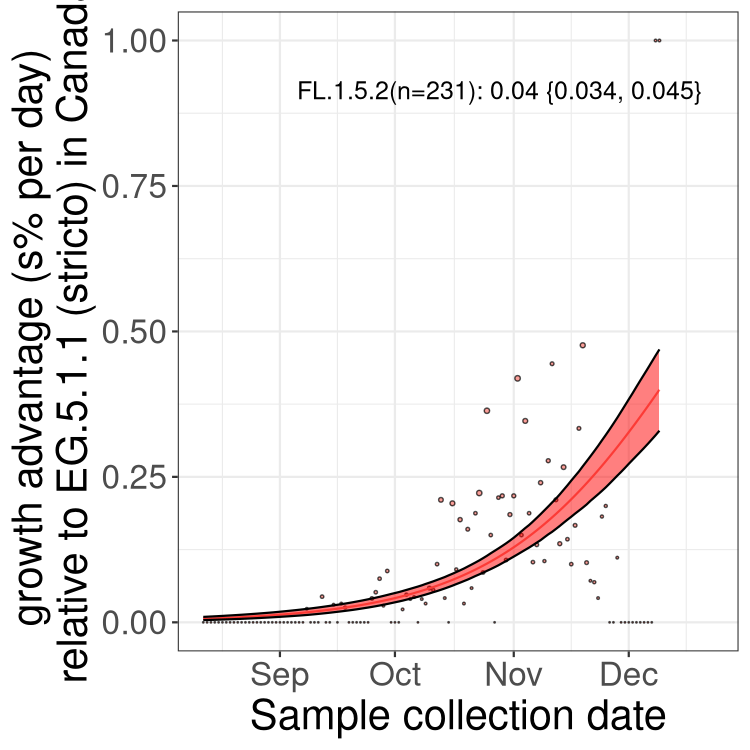 growth advantage (s% per day)
relative to EG.5.1.1 (stricto) in Canada
1.00
0.75
0.50
0.25
0.00
FL.1.5.2(n=231): 0.04 {0.034, 0.045}
Sep Oct Nov Dec
Sample collection date